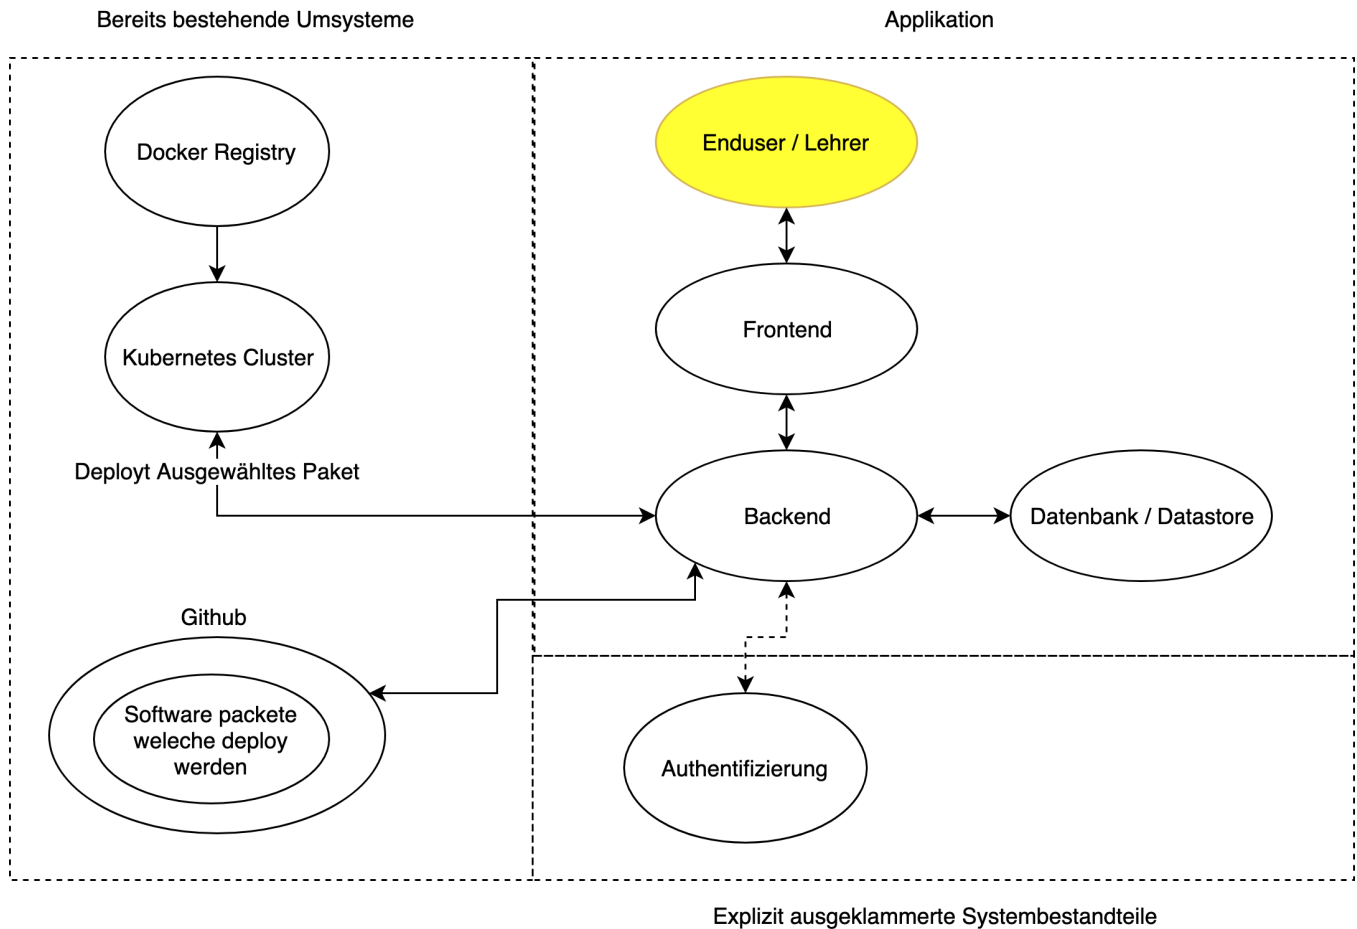 Bereits bestehende Umsysteme
Applikation
Docker Registry
Enduser / Lehrer
Frontend
Kubernetes Cluster
Deployt Ausgewähltes Paket
Backend
Datenbank / Datastore
Github
Software packete
weleche deploy
werden
Authentifizierung
Explizit ausgeklammerte Systembestandteile